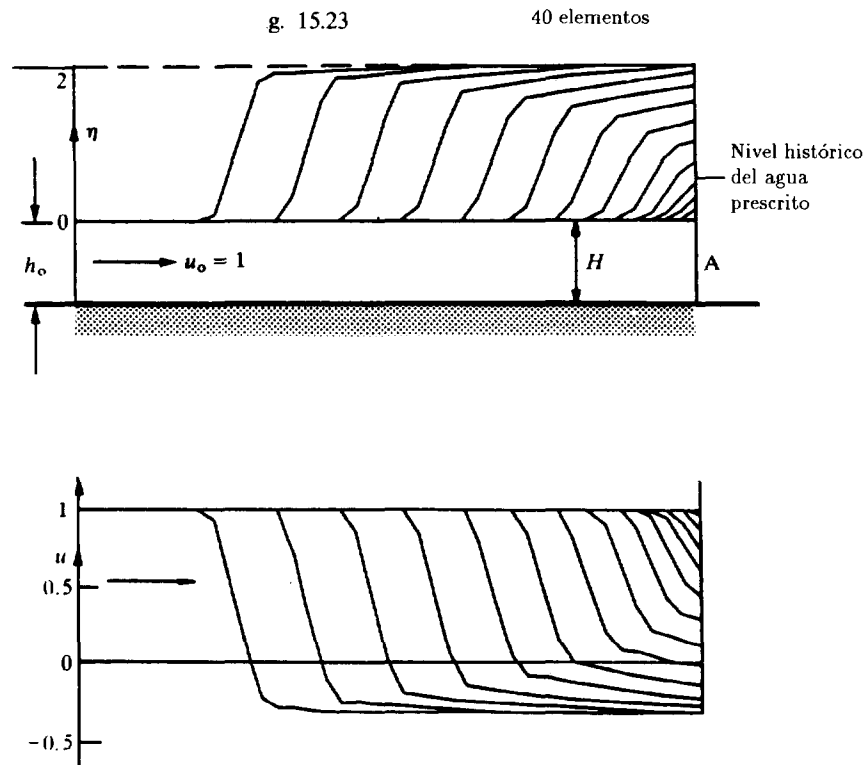 g. 15.23
40 elementos
2
η
0
Nivel histórico
del agua
prescrito
h₀
u₀ = 1
H
A
1
u
0.5
0
−0.5